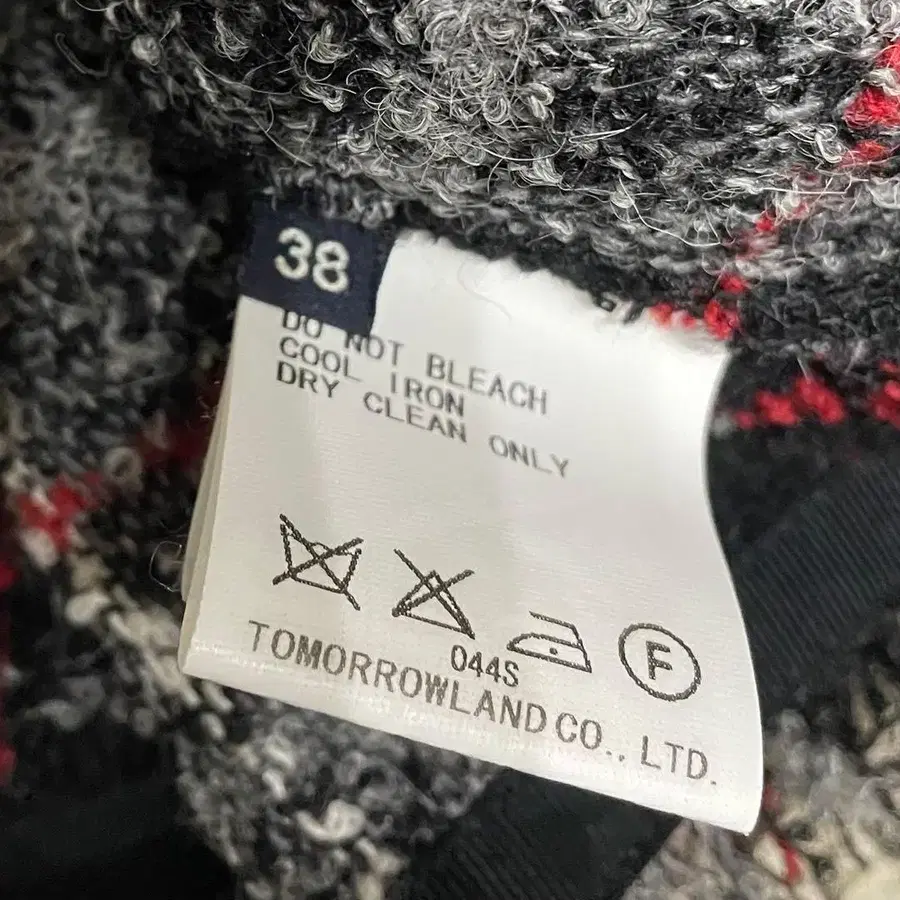 38
DO NOT BLEACH
COOL IRON
DRY CLEAN ONLY
F
044S
TOMORROWLAND CO., LTD.